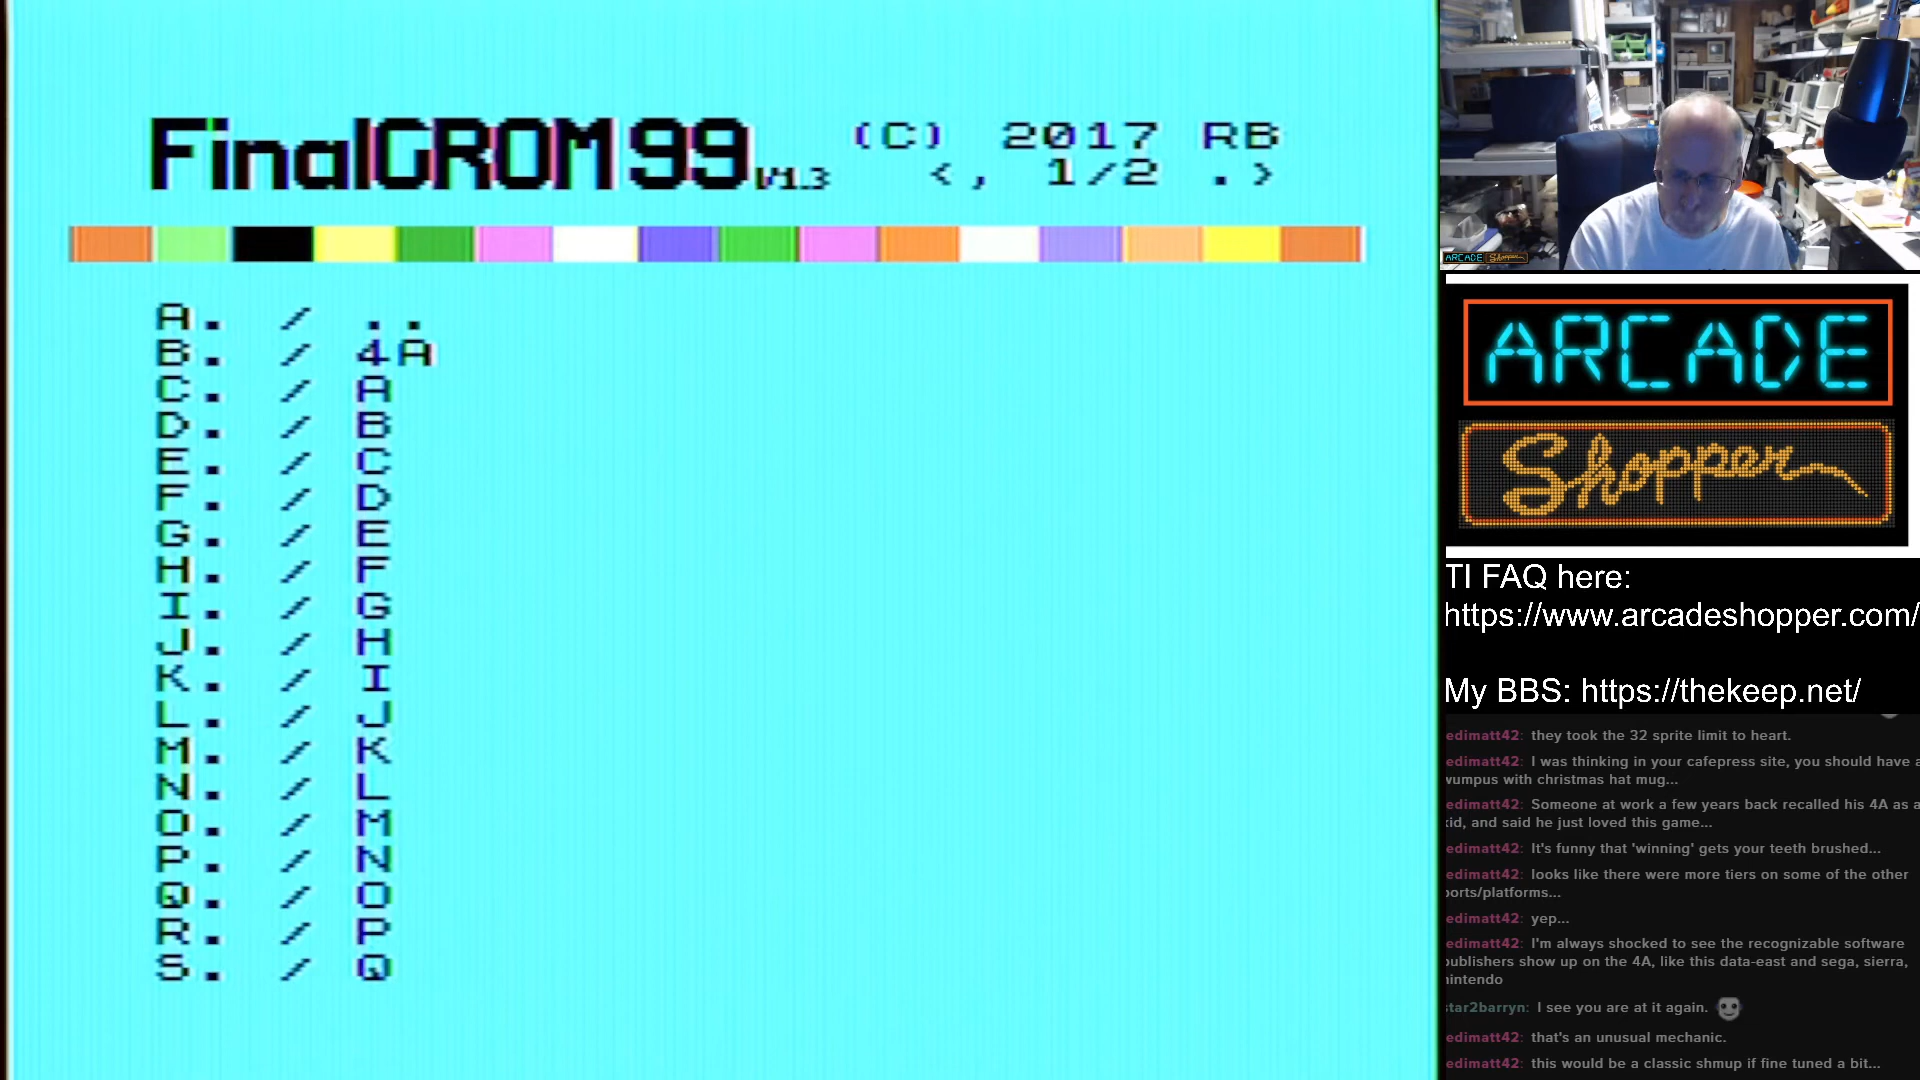 FinalGROM 99 V1.3 (C) 2017 RB
<, 1/2 .>
A. / ..
B. / 4A
C. / A
D. / B
E. / C
F. / D
G. / E
H. / F
I. / G
J. / H
K. / I
L. / J
M. / K
N. / L
O. / M
P. / N
Q. / O
R. / P
S. / Q
ARCADE Shopper
ARCADE
Shopper
TI FAQ here:
https://www.arcadeshopper.com/
My BBS: https://thekeep.net/
edimatt42: they took the 32 sprite limit to heart.
edimatt42: I was thinking in your cafepress site, you should have a
wumpus with christmas hat mug...
edimatt42: Someone at work a few years back recalled his 4A as a
kid, and said he just loved this game...
edimatt42: It's funny that 'winning' gets your teeth brushed...
edimatt42: looks like there were more tiers on some of the other
ports/platforms...
edimatt42: yep...
edimatt42: I'm always shocked to see the recognizable software
publishers show up on the 4A, like this data-east and sega, sierra,
nintendo
star2barryn: I see you are at it again.
edimatt42: that's an unusual mechanic.
edimatt42: this would be a classic shmup if fine tuned a bit...